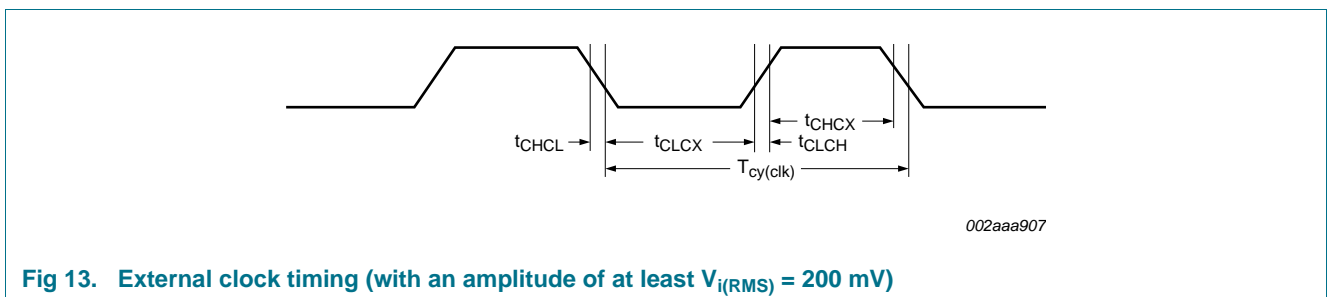 tCHCX
tCHCL
tCLCX
tCLCH
Tcy(clk)
002aaa907
Fig 13. External clock timing (with an amplitude of at least Vi(RMS) = 200 mV)